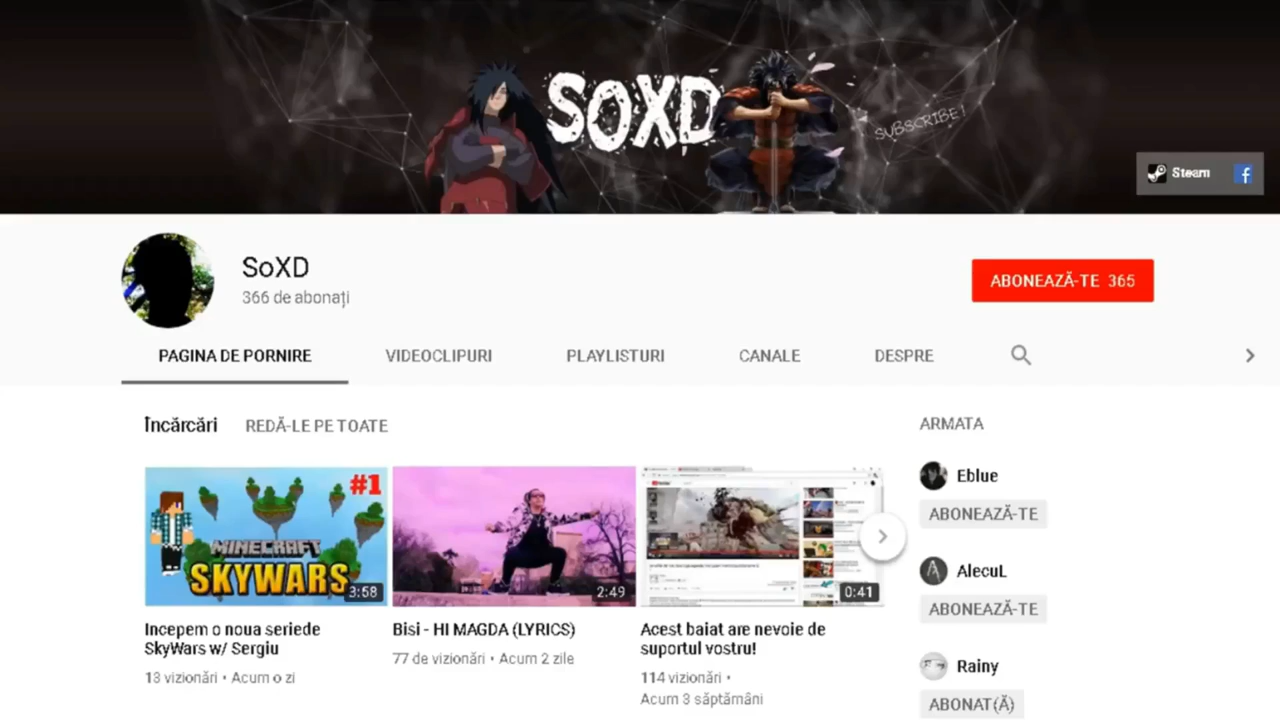 SOXD
SUBSCRIBE!
Steam
SoXD
366 de abonați
ABONEAZĂ-TE 365
PAGINA DE PORNIRE
VIDEOCLIPURI
PLAYLISTURI
CANALE
DESPRE
Încărcări
REDĂ-LE PE TOATE
ARMATA
#1
MINECRAFT
SKYWARS
3:58
2:49
0:41
Incepem o noua seriede
SkyWars w/ Sergiu
13 vizionări • Acum o zi
Bisi - HI MAGDA (LYRICS)
77 de vizionări • Acum 2 zile
Acest baiat are nevoie de
suportul vostru!
114 vizionări •
Acum 3 săptămâni
Eblue
ABONEAZĂ-TE
AlecuL
ABONEAZĂ-TE
Rainy
ABONAT(Ă)